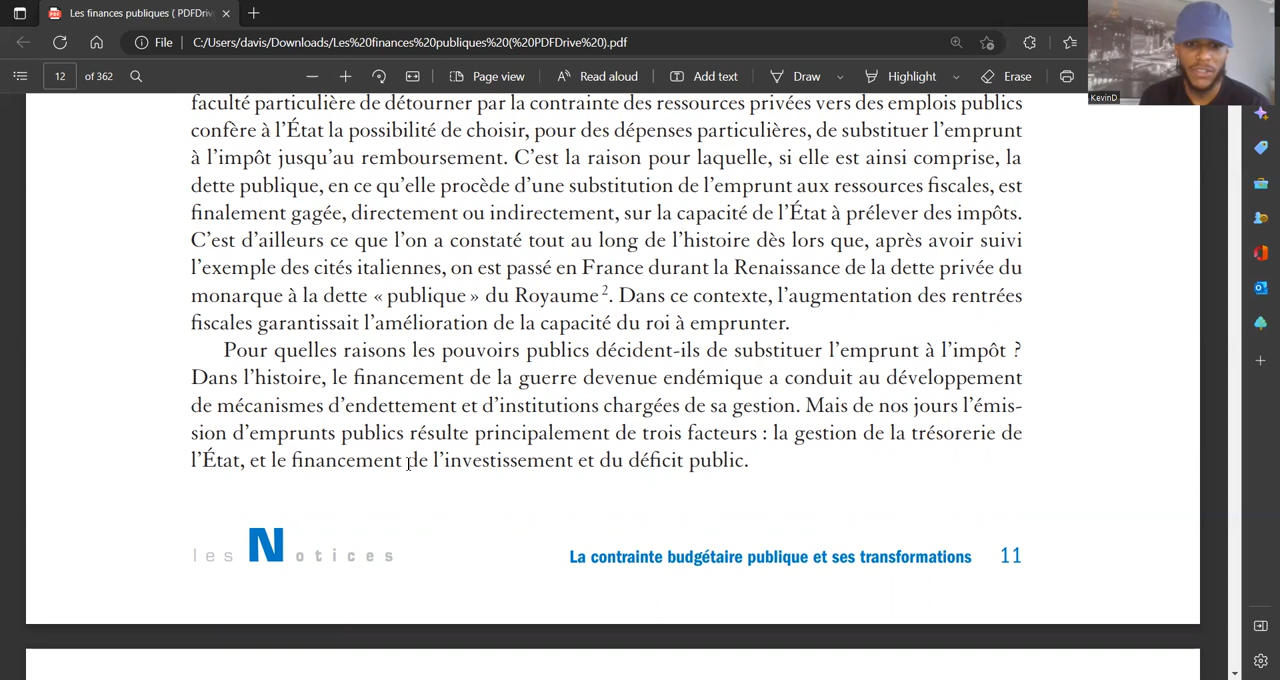 Les finances publiques ( PDFDriv
File
C:/Users/davis/Downloads/Les%20finances%20publiques%20(%20PDFDrive%20).pdf
12 of 362
Page view
Read aloud
Add text
Draw
Highlight
Erase
KevinD
faculté particulière de détourner par la contrainte des ressources privées vers des emplois publics
confère à l'État la possibilité de choisir, pour des dépenses particulières, de substituer l'emprunt
à l'impôt jusqu'au remboursement. C'est la raison pour laquelle, si elle est ainsi comprise, la
dette publique, en ce qu'elle procède d'une substitution de l'emprunt aux ressources fiscales, est
finalement gagée, directement ou indirectement, sur la capacité de l'État à prélever des impôts.
C'est d'ailleurs ce que l'on a constaté tout au long de l'histoire dès lors que, après avoir suivi
l'exemple des cités italiennes, on est passé en France durant la Renaissance de la dette privée du
monarque à la dette « publique » du Royaume 2. Dans ce contexte, l'augmentation des rentrées
fiscales garantissait l'amélioration de la capacité du roi à emprunter.
Pour quelles raisons les pouvoirs publics décident-ils de substituer l'emprunt à l'impôt ?
Dans l'histoire, le financement de la guerre devenue endémique a conduit au développement
de mécanismes d'endettement et d'institutions chargées de sa gestion. Mais de nos jours l'émis-
sion d'emprunts publics résulte principalement de trois facteurs : la gestion de la trésorerie de
l'État, et le financement de l'investissement et du déficit public.
les Notices
La contrainte budgétaire publique et ses transformations 11